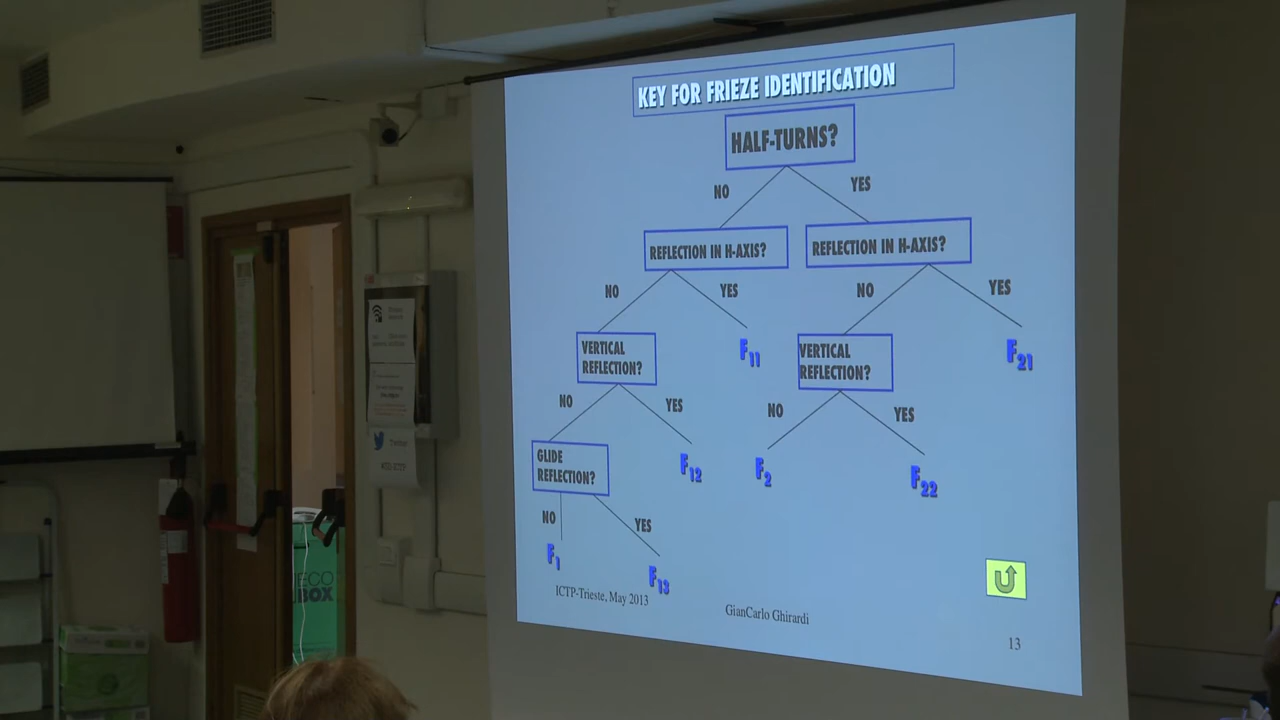 KEY FOR FRIEZE IDENTIFICATION
HALF-TURNS?
NO
YES
REFLECTION IN H-AXIS?
REFLECTION IN H-AXIS?
NO
YES
NO
YES
VERTICAL
REFLECTION?
F11
VERTICAL
REFLECTION?
F21
NO
YES
NO
YES
GLIDE
REFLECTION?
F12
F2
F22
NO
YES
F1
F13
ICTP-Trieste, May 2013
GianCarlo Ghirardi
13
ECO
BOX